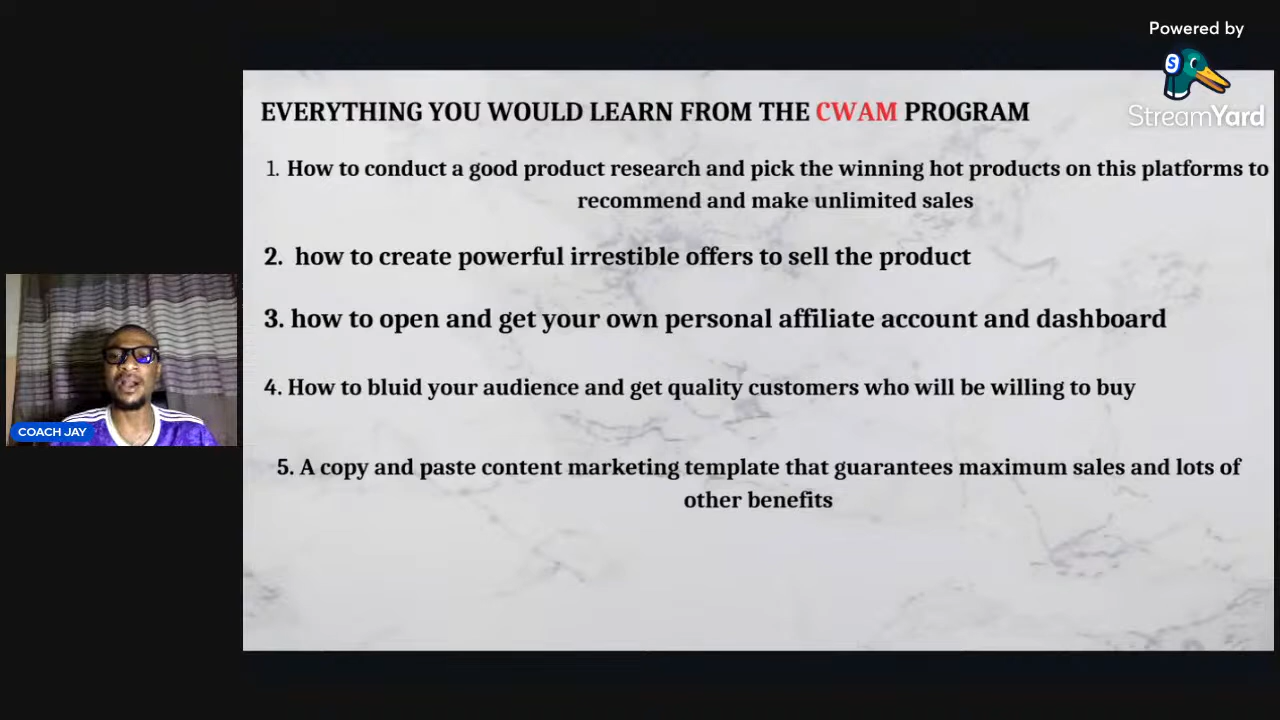 Powered by
StreamYard
EVERYTHING YOU WOULD LEARN FROM THE CWAM PROGRAM
1. How to conduct a good product research and pick the winning hot products on this platforms to
recommend and make unlimited sales
2. how to create powerful irrestible offers to sell the product
3. how to open and get your own personal affiliate account and dashboard
4. How to bluid your audience and get quality customers who will be willing to buy
COACH JAY
5. A copy and paste content marketing template that guarantees maximum sales and lots of
other benefits